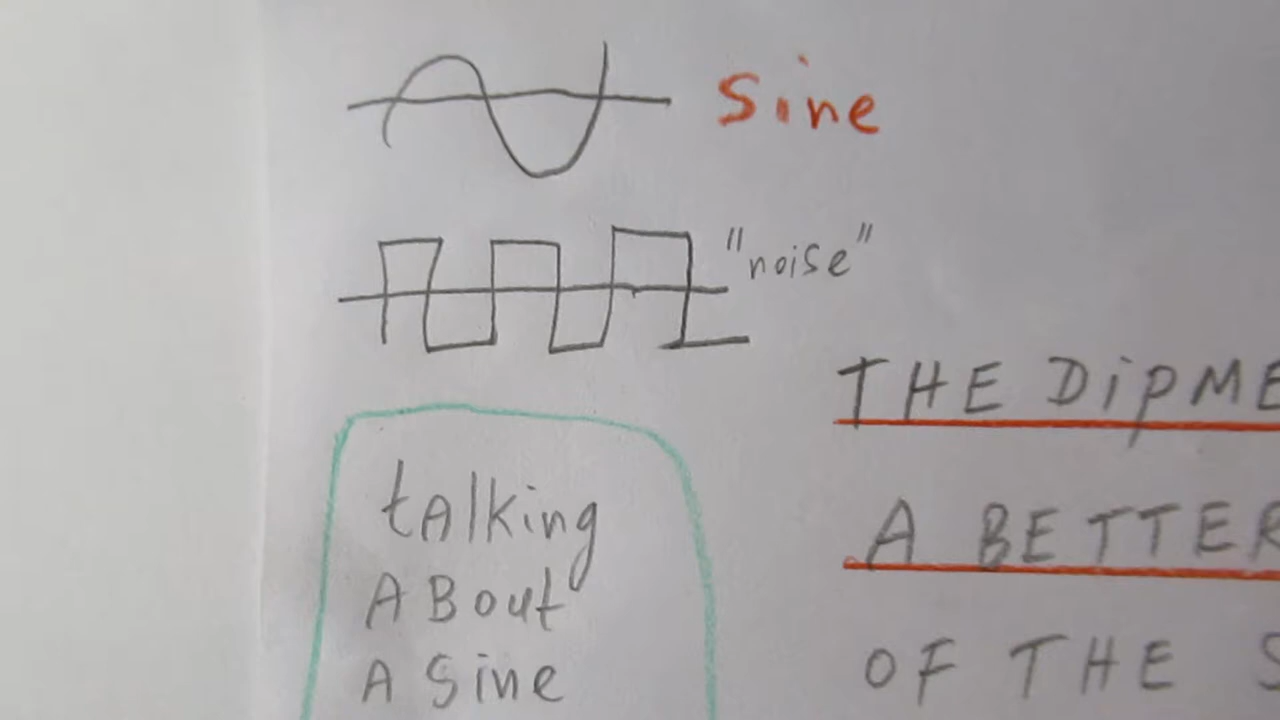 Sine
"noise"
THE DipME
A BETTER
OF THE S
tAlking
ABout
A Sine